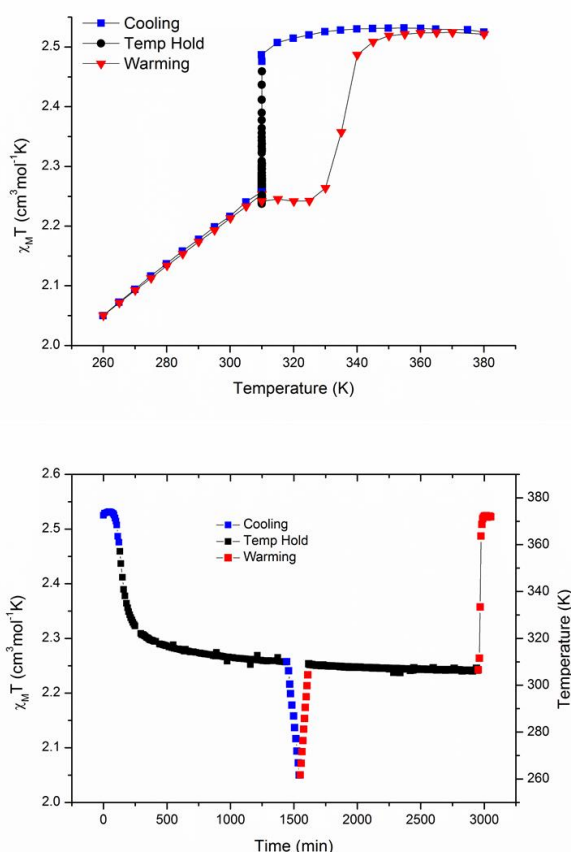 2.5
2.4
2.3
2.2
2.1
2.0
χMT (cm³mol⁻¹K)
Cooling
Temp Hold
Warming
260 280 300 320 340 360 380
Temperature (K)
2.6
2.5
2.4
2.3
2.2
2.1
2.0
χMT (cm³mol⁻¹K)
Cooling
Temp Hold
Warming
380
360
340
320
300
280
260
Temperature (K)
0 500 1000 1500 2000 2500 3000
Time (min)